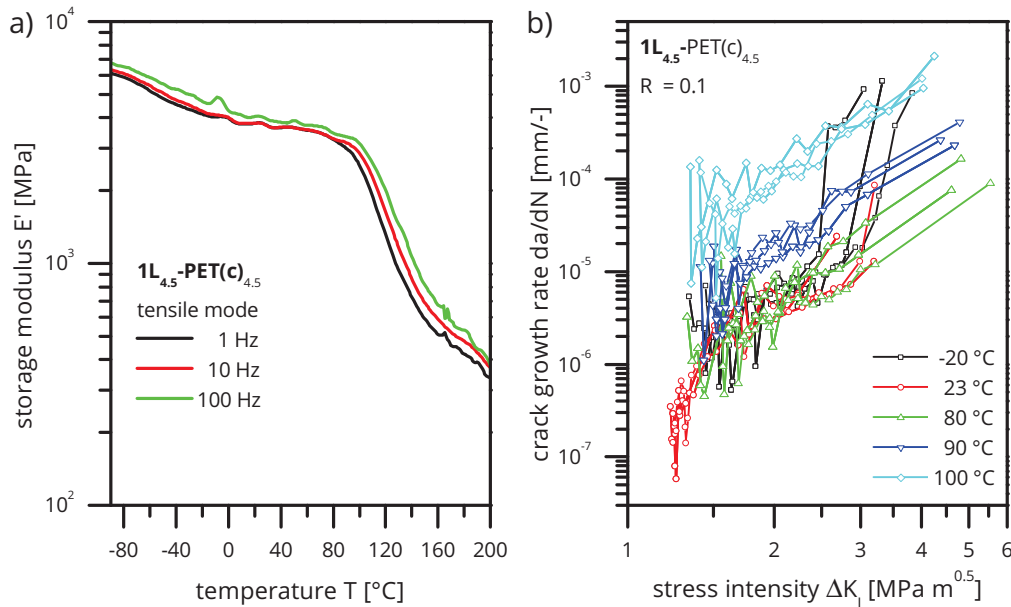 a)
10⁴
10³
10²
storage modulus E' [MPa]
1L₄.₅-PET(c)₄.₅
tensile mode
1 Hz
10 Hz
100 Hz
-80 -40 0 40 80 120 160 200
temperature T [°C]
b)
1L₄.₅-PET(c)₄.₅
R = 0.1
10⁻³
10⁻⁴
10⁻⁵
10⁻⁶
10⁻⁷
crack growth rate da/dN [mm/-]
-20 °C
23 °C
80 °C
90 °C
100 °C
1 2 3 4 5 6
stress intensity ΔK_I [MPa m⁰·⁵]